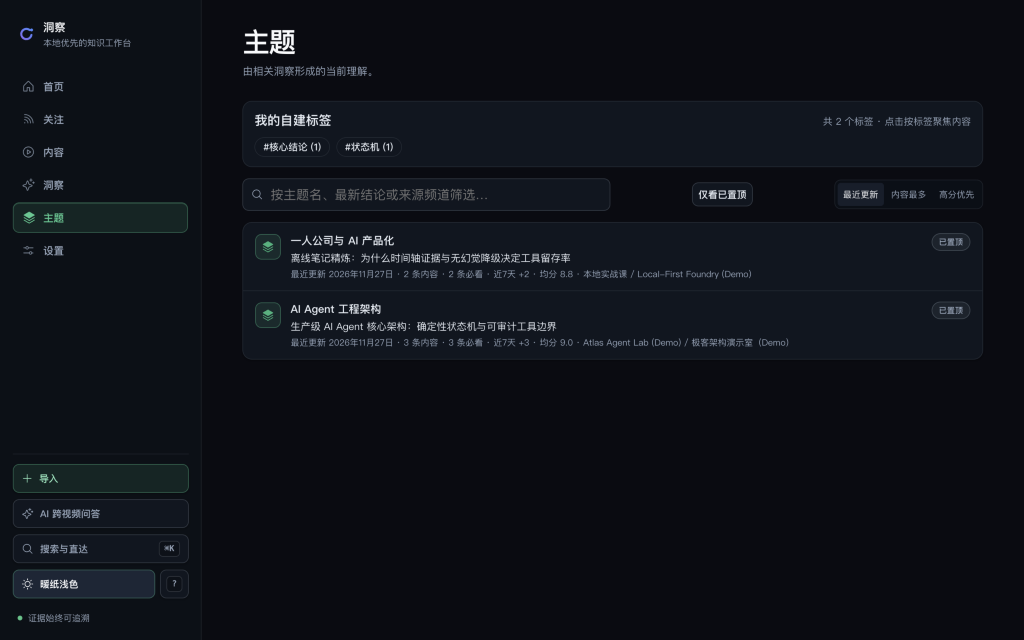 洞察
本地优先的知识工作台
首页
关注
内容
洞察
主题
设置
导入
AI 跨视频问答
搜索与直达 ⌘K
暖纸浅色 ?
证据始终可追溯
主题
由相关洞察形成的当前理解。
我的自建标签
共 2 个标签 · 点击按标签聚焦内容
#核心结论 (1) #状态机 (1)
按主题名、最新结论或来源频道筛选…
仅看已置顶
最近更新 内容最多 高分优先
一人公司与 AI 产品化
已置顶
离线笔记精炼：为什么时间轴证据与无幻觉降级决定工具留存率
最近更新 2026年11月27日 · 2 条内容 · 2 条必看 · 近7天 +2 · 均分 8.8 · 本地实战课 / Local-First Foundry (Demo)
AI Agent 工程架构
已置顶
生产级 AI Agent 核心架构：确定性状态机与可审计工具边界
最近更新 2026年11月27日 · 3 条内容 · 3 条必看 · 近7天 +3 · 均分 9.0 · Atlas Agent Lab (Demo) / 极客架构演示室（Demo）